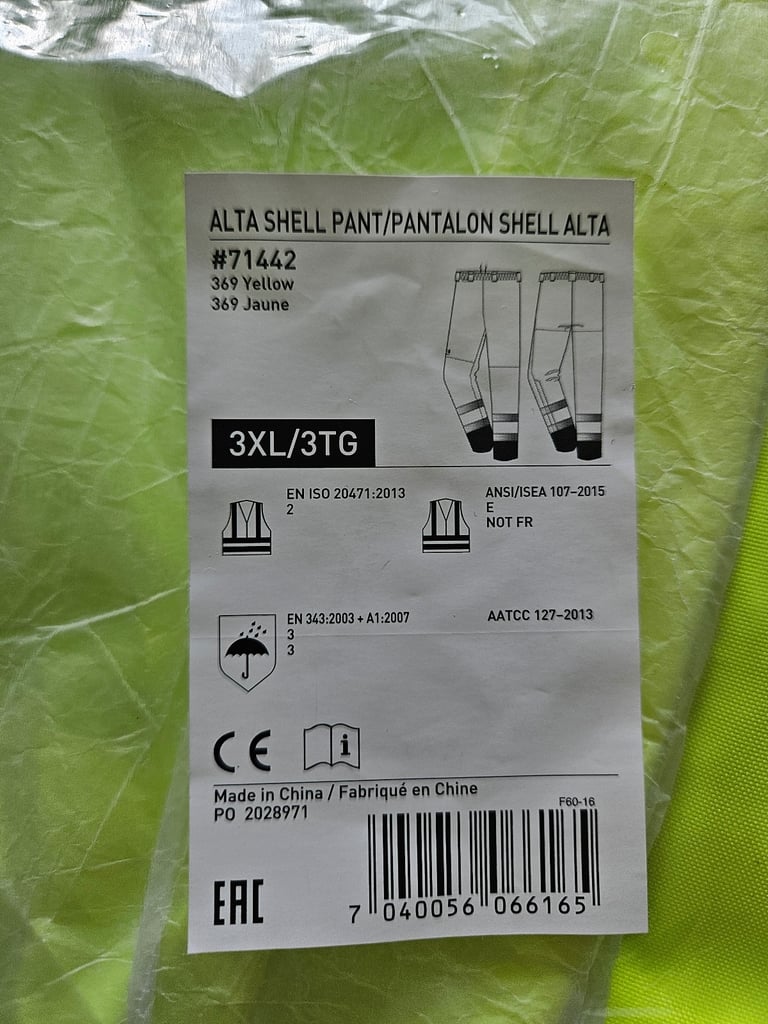 ALTA SHELL PANT/PANTALON SHELL ALTA
#71442
369 Yellow
369 Jaune
3XL/3TG
EN ISO 20471:2013
2
ANSI/ISEA 107-2015
E
NOT FR
EN 343:2003 + A1:2007
3
3
AATCC 127-2013
CE
i
Made in China / Fabriqué en Chine
PO 2028971
F60-16
EAC
7 040056 066165